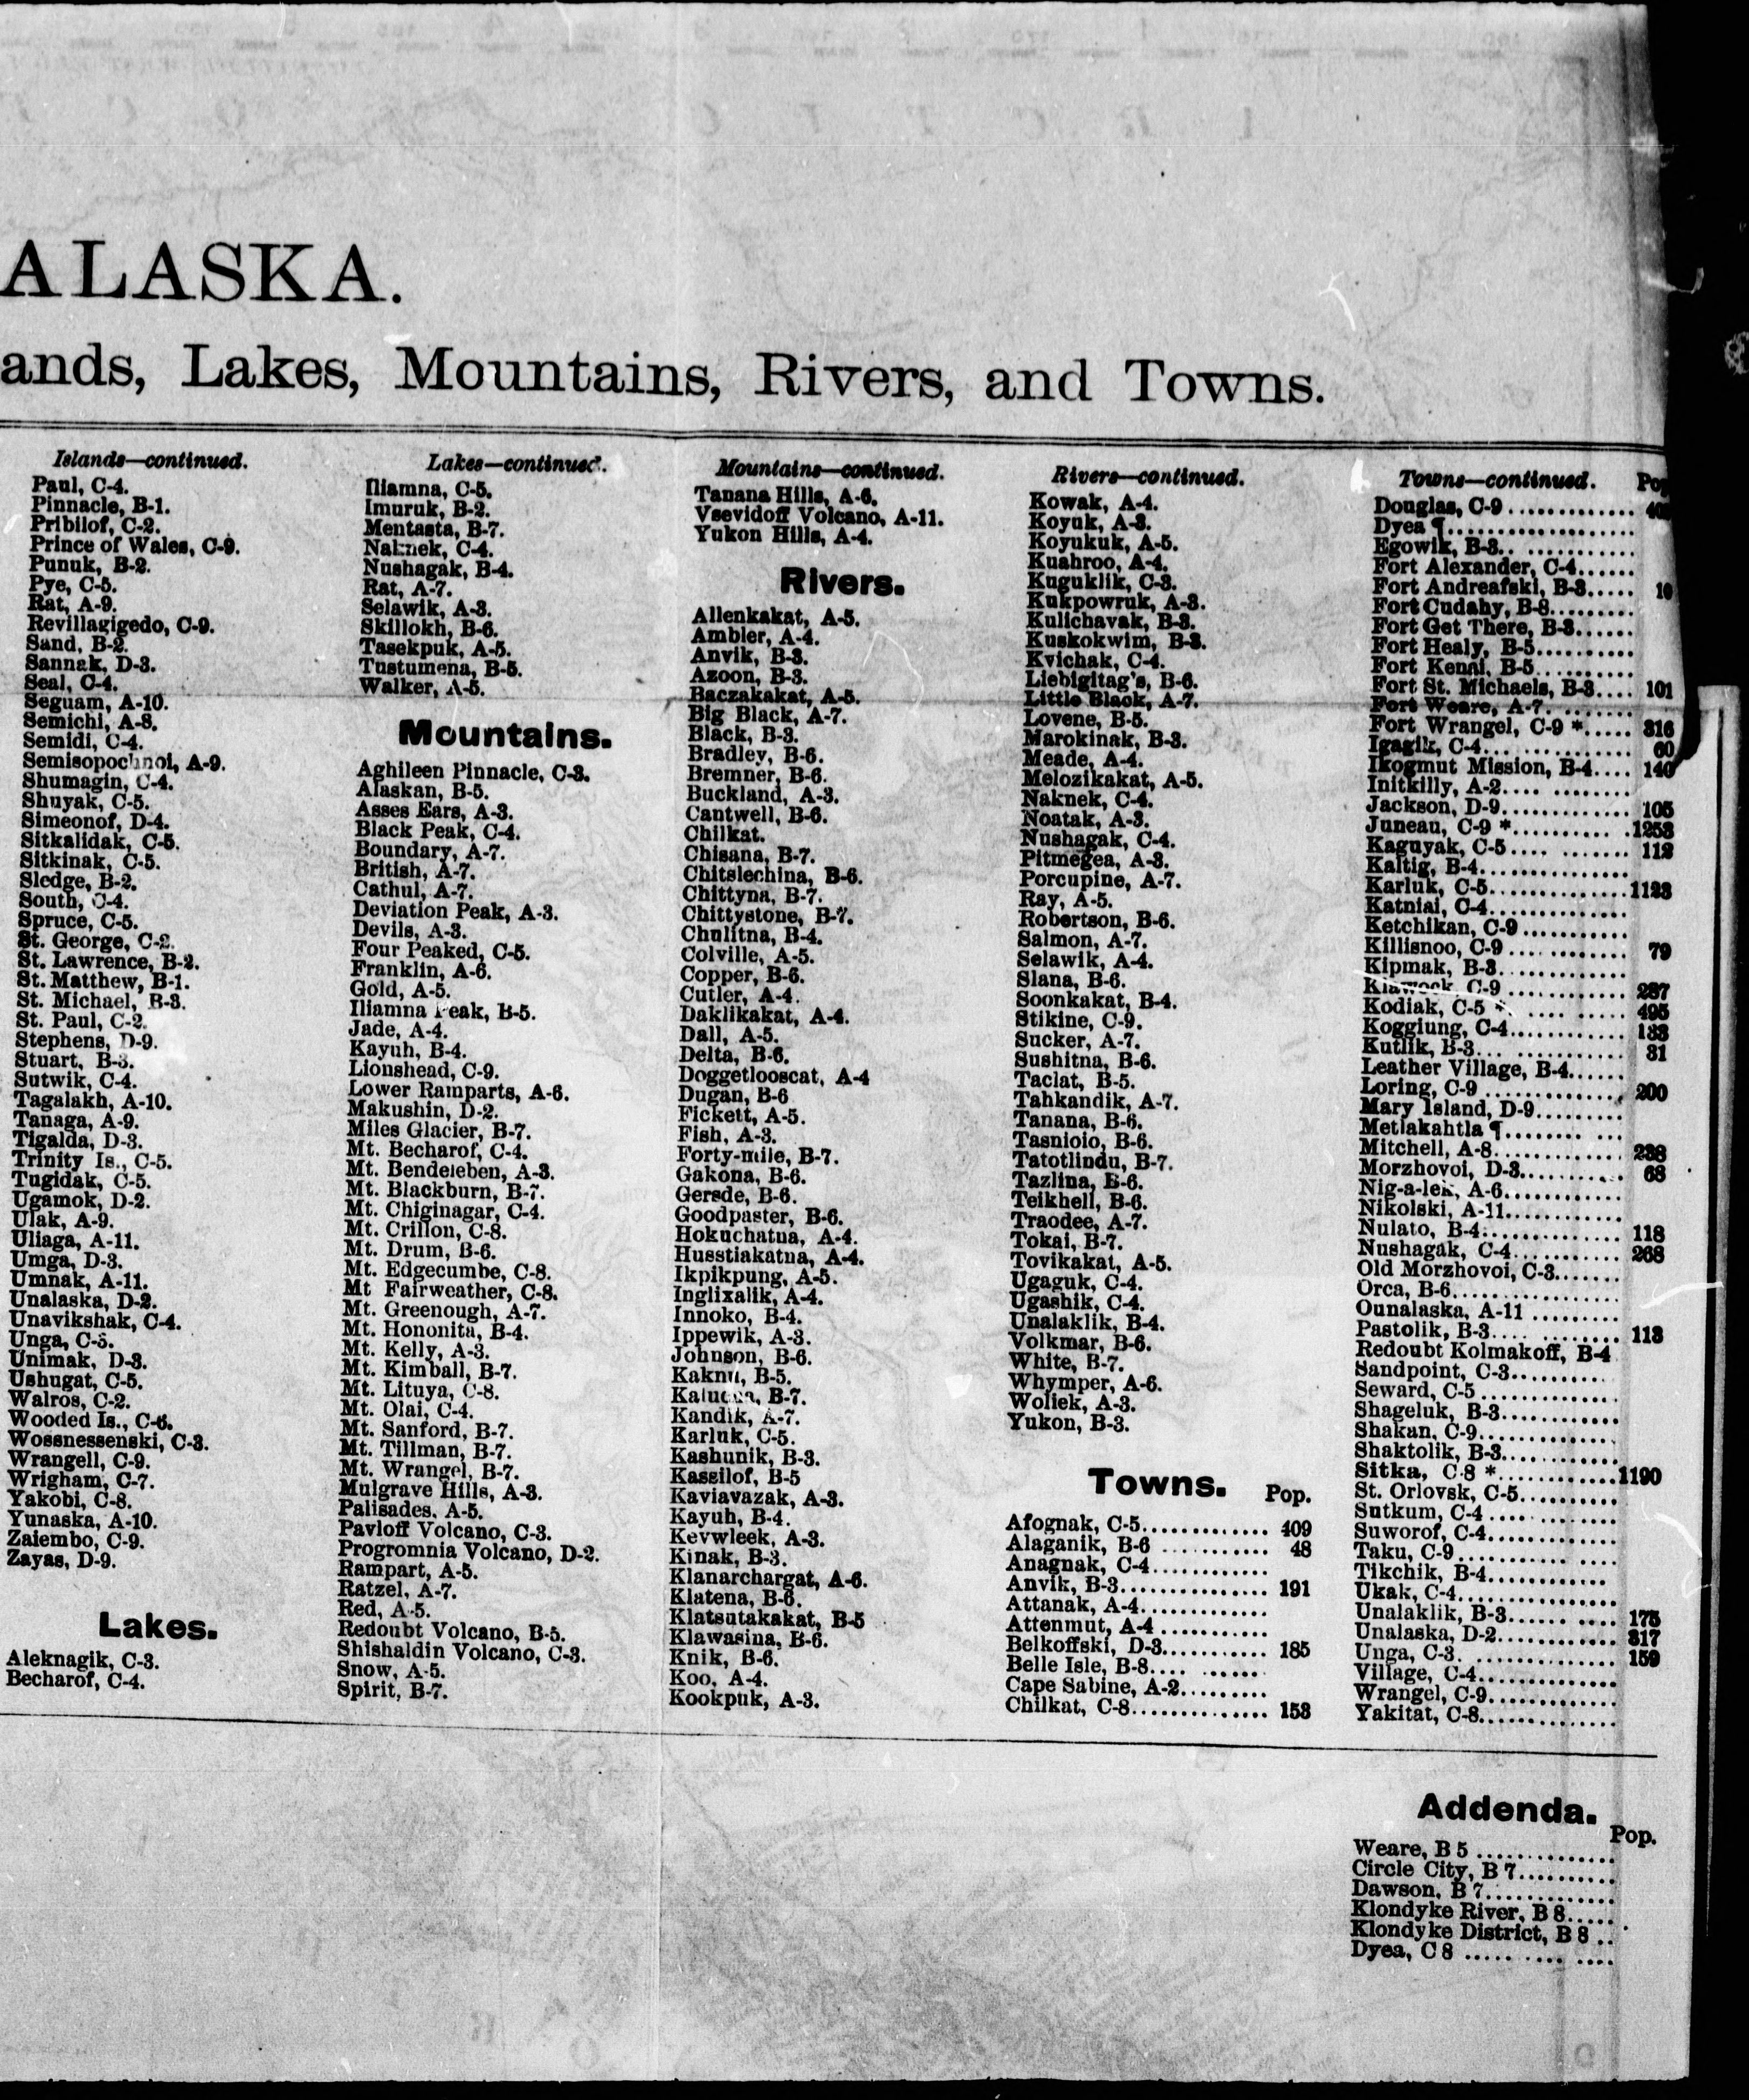 ALASKA.
ands, Lakes, Mountains, Rivers, and Towns.
Islands—continued.
Paul, C-4.
Pinnacle, B-1.
Pribilof, C-2.
Prince of Wales, C-9.
Punuk, B-2.
Pye, C-5.
Rat, A-9.
Revillagigedo, C-9.
Sand, B-2.
Sannak, D-3.
Seal, C-4.
Seguam, A-10.
Semichi, A-8.
Semidi, C-4.
Semisopochnoi, A-9.
Shumagin, C-4.
Shuyak, C-5.
Simeonof, D-4.
Sitkalidak, C-5.
Sitkinak, C-5.
Sledge, B-2.
South, C-4.
Spruce, C-5.
St. George, C-2.
St. Lawrence, B-2.
St. Matthew, B-1.
St. Michael, B-3.
St. Paul, C-2.
Stephens, D-9.
Stuart, B-3.
Sutwik, C-4.
Tagalakh, A-10.
Tanaga, A-9.
Tigalda, D-3.
Trinity Is., C-5.
Tugidak, C-5.
Ugamok, D-2.
Ulak, A-9.
Uliaga, A-11.
Umga, D-3.
Umnak, A-11.
Unalaska, D-2.
Unavikshak, C-4.
Unga, C-3.
Unimak, D-3.
Ushugat, C-5.
Walros, C-2.
Wooded Is., C-6.
Wossnessenski, C-3.
Wrangell, C-9.
Wrigham, C-7.
Yakobi, C-8.
Yunaska, A-10.
Zaiembo, C-9.
Zayas, D-9.
Lakes.
Aleknagik, C-3.
Becharof, C-4.
Lakes—continued.
Iliamna, C-5.
Imuruk, B-2.
Mentasta, B-7.
Naknek, C-4.
Nushagak, B-4.
Rat, A-7.
Selawik, A-3.
Skillokh, B-6.
Tasekpuk, A-5.
Tustumena, B-5.
Walker, A-5.
Mountains.
Aghileen Pinnacle, C-3.
Alaskan, B-5.
Asses Ears, A-3.
Black Peak, C-4.
Boundary, A-7.
British, A-7.
Cathul, A-7.
Deviation Peak, A-3.
Devils, A-3.
Four Peaked, C-5.
Franklin, A-6.
Gold, A-5.
Iliamna Peak, B-5.
Jade, A-4.
Kayuh, B-4.
Lionshead, C-9.
Lower Ramparts, A-6.
Makushin, D-2.
Miles Glacier, B-7.
Mt. Becharof, C-4.
Mt. Bendeleben, A-3.
Mt. Blackburn, B-7.
Mt. Chiginagar, C-4.
Mt. Crillon, C-8.
Mt. Drum, B-6.
Mt. Edgecumbe, C-8.
Mt Fairweather, C-8.
Mt. Greenough, A-7.
Mt. Hononita, B-4.
Mt. Kelly, A-3.
Mt. Kimball, B-7.
Mt. Lituya, C-8.
Mt. Olai, C-4.
Mt. Sanford, B-7.
Mt. Tillman, B-7.
Mt. Wrangel, B-7.
Mulgrave Hills, A-3.
Palisades, A-5.
Pavloff Volcano, C-3.
Progromnia Volcano, D-2.
Rampart, A-5.
Ratzel, A-7.
Red, A-5.
Redoubt Volcano, B-5.
Shishaldin Volcano, C-3.
Snow, A-5.
Spirit, B-7.
Mountains—continued.
Tanana Hills, A-6.
Vsevidoff Volcano, A-11.
Yukon Hills, A-4.
Rivers.
Allenkakat, A-5.
Ambler, A-4.
Anvik, B-3.
Azoon, B-3.
Baczakakat, A-5.
Big Black, A-7.
Black, B-3.
Bradley, B-6.
Bremner, B-6.
Buckland, A-3.
Cantwell, B-6.
Chilkat.
Chisana, B-7.
Chitslechina, B-6.
Chittyna, B-7.
Chittystone, B-7.
Chulitna, B-4.
Colville, A-5.
Copper, B-6.
Cutler, A-4.
Daklikakat, A-4.
Dall, A-5.
Delta, B-6.
Doggetlooscat, A-4
Dugan, B-6
Fickett, A-5.
Fish, A-3.
Forty-mile, B-7.
Gakona, B-6.
Gerede, B-6.
Goodpaster, B-6.
Hokuchatua, A-4.
Husstiakatna, A-4.
Ikpikpung, A-5.
Inglixalik, A-4.
Innoko, B-4.
Ippewik, A-3.
Johnson, B-6.
Kaknu, B-5.
B-7.
Kandik, A-7.
Karluk, C-5.
Kashunik, B-3.
Kassilof, B-5
Kaviavazak, A-3.
Kayuh, B-4.
Kevwleek, A-3.
Kinak, B-3.
Klanarchargat, A-6.
Klatena, B-6.
Klatsutakakat, B-5
Klawasina, B-6.
Knik, B-6.
Koo, A-4.
Kookpuk, A-3.
Rivers—continued.
Kowak, A-4.
Koyuk, A-3.
Koyukuk, A-5.
Kuahroo, A-4.
Kuguklik, C-3.
Kukpowruk, A-3.
Kulichavak, B-3.
Kuskokwim, B-3.
Kvichak, C-4.
Liebigitag's, B-6.
Little Black, A-7.
Lovene, B-5.
Marokinak, B-3.
Meade, A-4.
Melozikakat, A-5.
Naknek, C-4.
Noatak, A-3.
Nushagak, C-4.
Pitmegea, A-3.
Porcupine, A-7.
Ray, A-5.
Robertson, B-6.
Salmon, A-7.
Selawik, A-4.
Slana, B-6.
Soonkakat, B-4.
Stikine, C-9.
Sucker, A-7.
Sushitna, B-6.
Taclat, B-5.
Tahkandik, A-7.
Tanana, B-6.
Tasnioio, B-6.
Tatotlindu, B-7.
Tazlina, B-6.
Teikhell, B-6.
Traodee, A-7.
Tokai, B-7.
Tovikakat, A-5.
Ugaguk, C-4.
Ugashik, C-4.
Unalaklik, B-4.
Volkmar, B-6.
White, B-7.
Whymper, A-6.
Woliek, A-3.
Yukon, B-3.
Towns. Pop.
Afognak, C-5............. 409
Alaganik, B-6 ........... 48
Anagnak, C-4............
Anvik, B-3............... 191
Attanak, A-4.............
Attenmut, A-4 ...........
Belkoffski, D-3........... 185
Belle Isle, B-8.... ......
Cape Sabine, A-2.........
Chilkat, C-8............... 153
Towns—continued. Pop
Douglas, C-9 .............
Dyea ¶...................
Egowik, B-3.. ...........
Fort Alexander, C-4......
Fort Andreafski, B-3..... 10
Fort Cudahy, B-8.........
Fort Get There, B-3......
Fort Healy, B-5..........
Fort Kenai, B-5..........
Fort St. Michaels, B-3.... 101
Fort Weare, A-7.........
Fort Wrangel, C-9 *..... 316
Igagik, C-4............... 60
Ikogmut Mission, B-4.... 140
Initkilly, A-2.... ........
Jackson, D-9............. 105
Juneau, C-9 *.......... .1253
Kaguyak, C-5.... ....... 112
Kaltig, B-4...............
Karluk, C-5..............1123
Katniai, C-4..............
Ketchikan, C-9 ...........
Killisnoo, C-9 ............ 79
Kipmak, B-3.............
Klawock, C-9 ............ 287
Kodiak, C-5 * .... ..... 495
Koggiung, C-4............ 133
Kutlik, B-3... ........... 31
Leather Village, B-4......
Loring, C-9 .............. 200
Mary Island, D-9.........
Metlakahtla ¶........ ...
Mitchell, A-8............. 238
Morzhovoi, D-3.......... 68
Nig-a-lek, A-6............
Nikolski, A-11............
Nulato, B-4............... 118
Nushagak, C-4........... 268
Old Morzhovoi, C-3.......
Orca, B-6.................
Ounalaska, A-11 .........
Pastolik, B-3.... ........ 113
Redoubt Kolmakoff, B-4
Sandpoint, C-3..........
Seward, C-5 ..............
Shageluk, B-3............
Shakan, C-9..............
Shaktolik, B-3............
Sitka, C-8 *............1190
St. Orlovsk, C-5..........
Sutkum, C-4 .............
Suworof, C-4.............
Taku, C-9........... ....
Tikchik, B-4............
Ukak, C-4................
Unalaklik, B-3...... .... 175
Unalaska, D-2............. 317
Unga, C-3. .............. 159
Village, C-4..............
Wrangel, C-9.............
Yakitat, C-8..............
Addenda.
Pop.
Weare, B 5 ..............
Circle City, B 7..........
Dawson, B 7.............
Klondyke River, B 8.....
Klondyke District, B 8 ..
Dyea, C 8 ..... .... ....